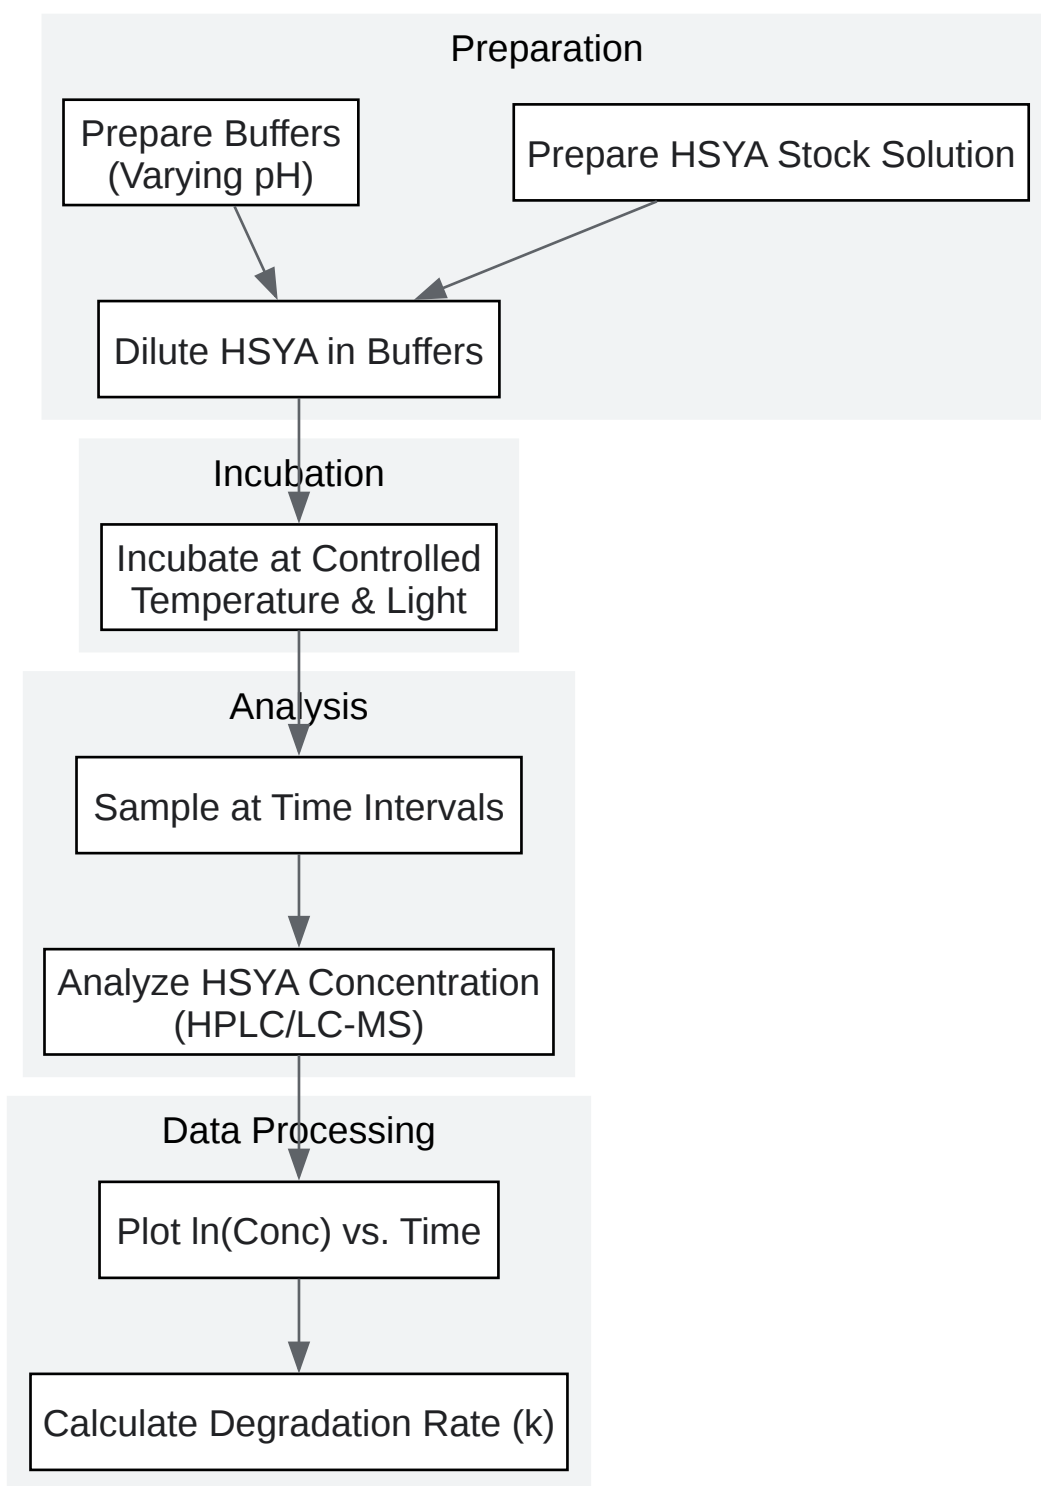 Preparation
Prepare Buffers
(Varying pH)
Prepare HSYA Stock Solution
Dilute HSYA in Buffers
Incubation
Incubate at Controlled
Temperature & Light
Analysis
Sample at Time Intervals
Analyze HSYA Concentration
(HPLC/LC-MS)
Data Processing
Plot ln(Conc) vs. Time
Calculate Degradation Rate (k)